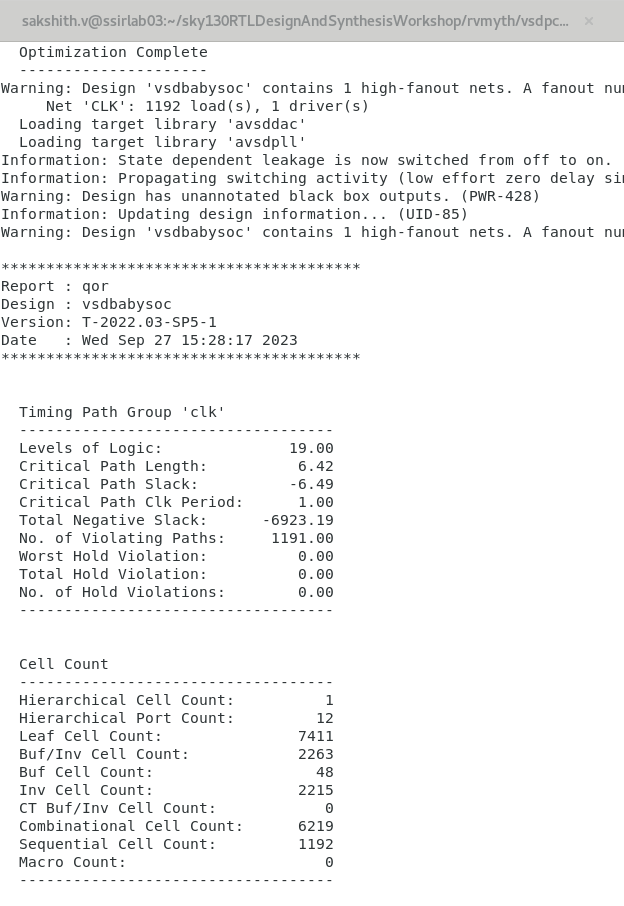 sakshith.v@ssirlab03:~/sky130RTLDesignAndSynthesisWorkshop/rvmyth/vsdpc... ×
Optimization Complete
---------------------
Warning: Design 'vsdbabysoc' contains 1 high-fanout nets. A fanout nu
Net 'CLK': 1192 load(s), 1 driver(s)
Loading target library 'avsddac'
Loading target library 'avsdpll'
Information: State dependent leakage is now switched from off to on.
Information: Propagating switching activity (low effort zero delay si
Warning: Design has unannotated black box outputs. (PWR-428)
Information: Updating design information... (UID-85)
Warning: Design 'vsdbabysoc' contains 1 high-fanout nets. A fanout nu
****************************************
Report : qor
Design : vsdbabysoc
Version: T-2022.03-SP5-1
Date   : Wed Sep 27 15:28:17 2023
****************************************
Timing Path Group 'clk'
-----------------------------------
Levels of Logic:              19.00
Critical Path Length:          6.42
Critical Path Slack:          -6.49
Critical Path Clk Period:      1.00
Total Negative Slack:      -6923.19
No. of Violating Paths:     1191.00
Worst Hold Violation:          0.00
Total Hold Violation:          0.00
No. of Hold Violations:        0.00
-----------------------------------
Cell Count
-----------------------------------
Hierarchical Cell Count:          1
Hierarchical Port Count:         12
Leaf Cell Count:               7411
Buf/Inv Cell Count:            2263
Buf Cell Count:                  48
Inv Cell Count:                2215
CT Buf/Inv Cell Count:            0
Combinational Cell Count:      6219
Sequential Cell Count:         1192
Macro Count:                      0
-----------------------------------